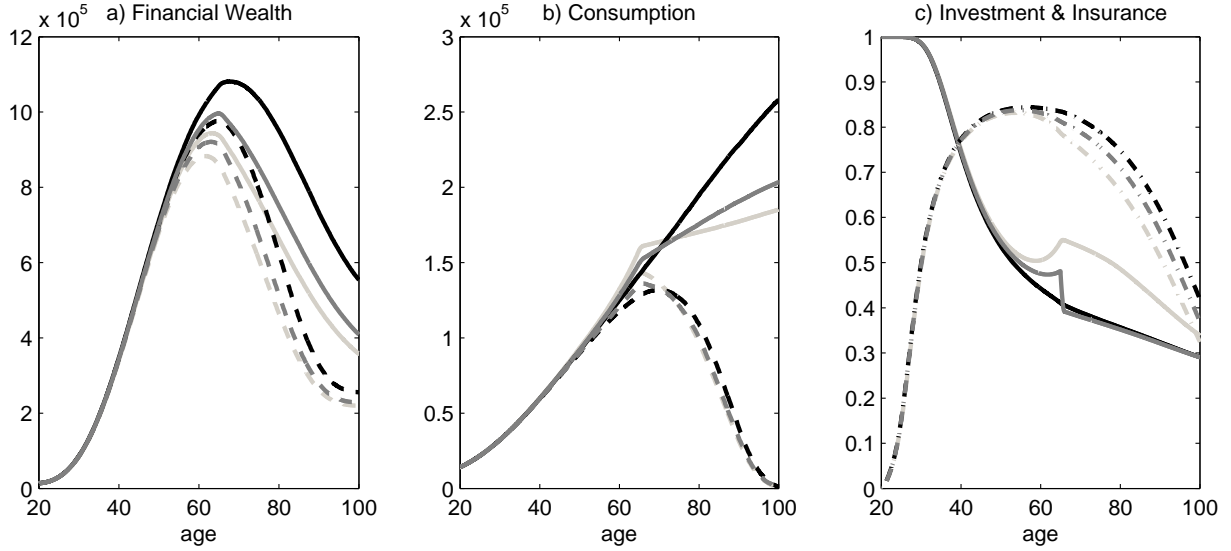 a) Financial Wealth
x 10^5
12
10
8
6
4
2
0
20 40 60 80 100
age
b) Consumption
x 10^5
3
2.5
2
1.5
1
0.5
0
20 40 60 80 100
age
c) Investment & Insurance
1
0.9
0.8
0.7
0.6
0.5
0.4
0.3
0.2
0.1
0
20 40 60 80 100
age